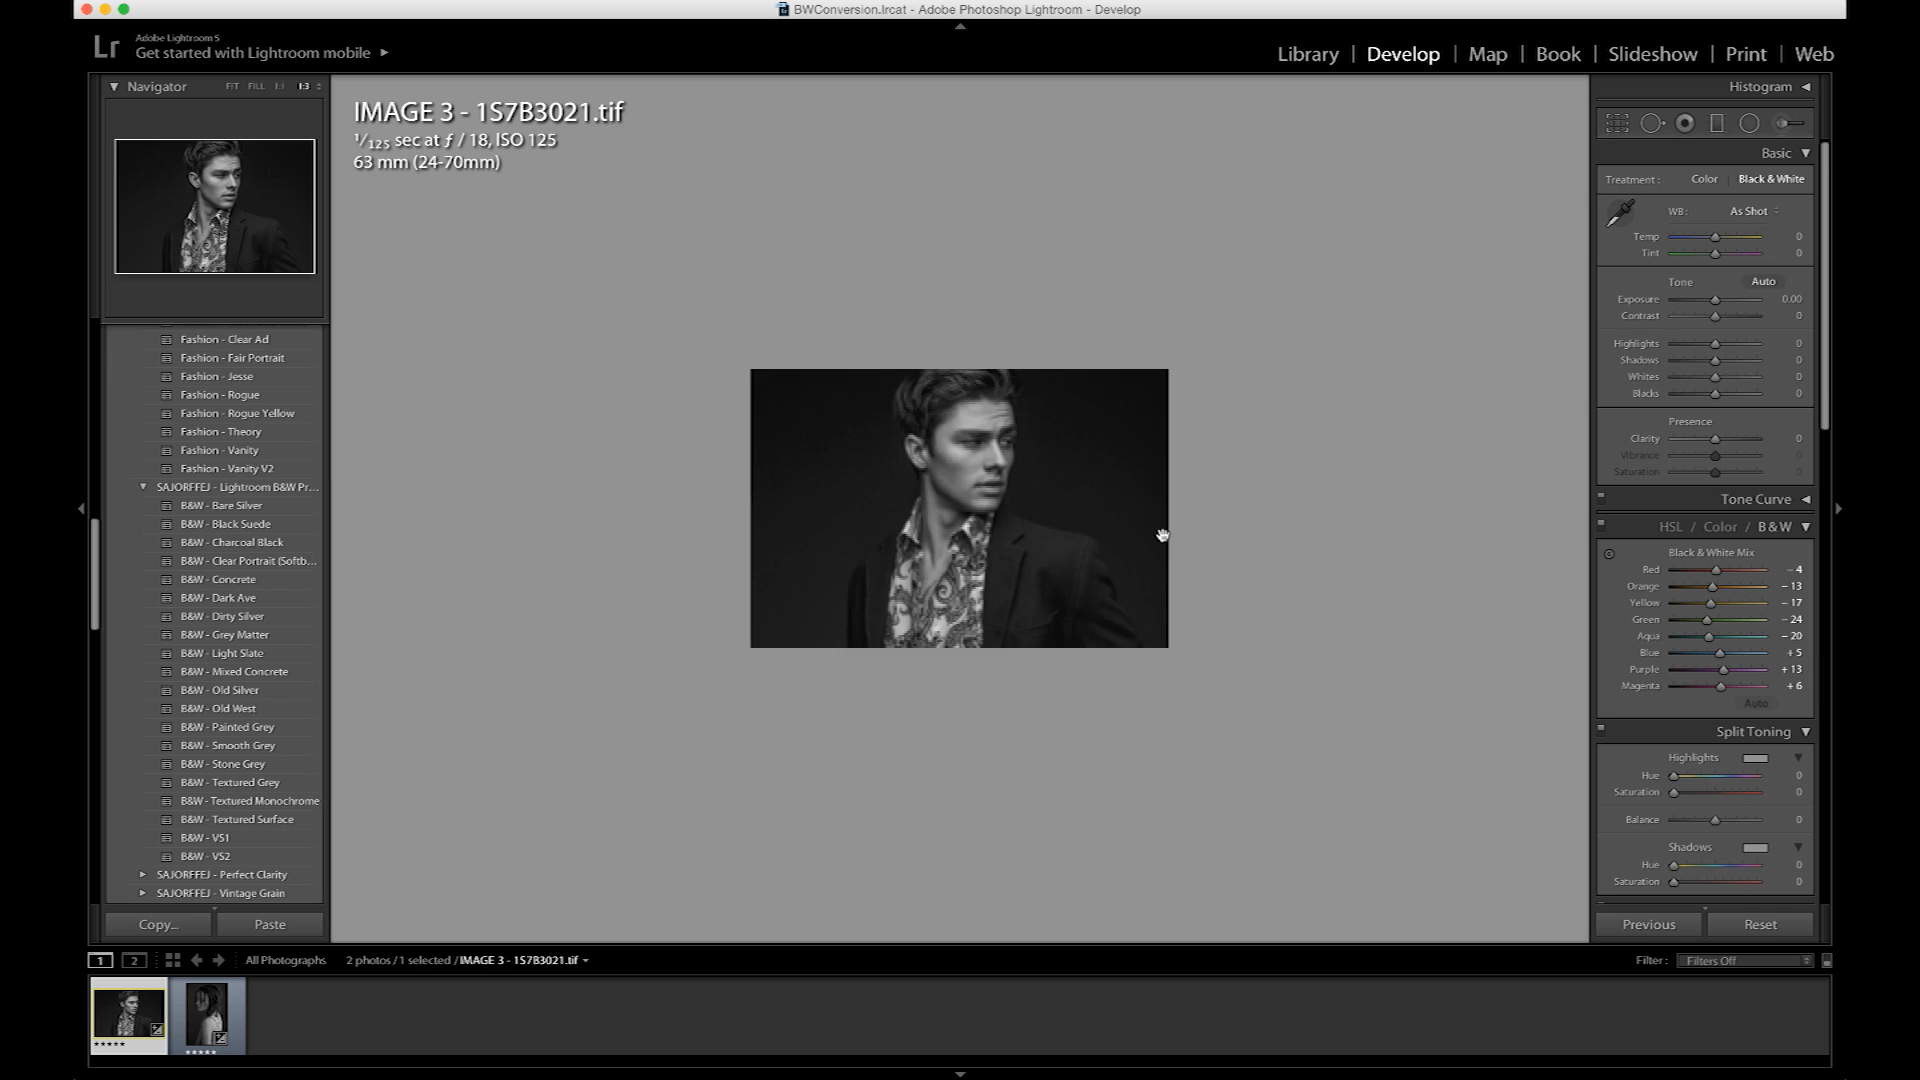 BWConversion.lrcat - Adobe Photoshop Lightroom - Develop
Lr
Adobe Lightroom 5
Get started with Lightroom mobile
Library | Develop | Map | Book | Slideshow | Print | Web
Navigator FIT FILL 1:1 1:3
IMAGE 3 - 1S7B3021.tif
1/125 sec at ƒ / 18, ISO 125
63 mm (24-70mm)
Fashion - Clear Ad
Fashion - Fair Portrait
Fashion - Jesse
Fashion - Rogue
Fashion - Rogue Yellow
Fashion - Theory
Fashion - Vanity
Fashion - Vanity V2
SAJORFFEJ - Lightroom B&W Pr...
B&W - Bare Silver
B&W - Black Suede
B&W - Charcoal Black
B&W - Clear Portrait (Softb...
B&W - Concrete
B&W - Dark Ave
B&W - Dirty Silver
B&W - Grey Matter
B&W - Light Slate
B&W - Mixed Concrete
B&W - Old Silver
B&W - Old West
B&W - Painted Grey
B&W - Smooth Grey
B&W - Stone Grey
B&W - Textured Grey
B&W - Textured Monochrome
B&W - Textured Surface
B&W - VS1
B&W - VS2
SAJORFFEJ - Perfect Clarity
SAJORFFEJ - Vintage Grain
Copy... Paste
Histogram
Basic
Treatment : Color | Black & White
WB : As Shot
Temp 0
Tint 0
Tone Auto
Exposure 0.00
Contrast 0
Highlights 0
Shadows 0
Whites 0
Blacks 0
Presence
Clarity 0
Vibrance 0
Saturation 0
Tone Curve
HSL / Color / B & W
Black & White Mix
Red - 4
Orange - 13
Yellow - 17
Green - 24
Aqua - 20
Blue + 5
Purple + 13
Magenta + 6
Auto
Split Toning
Highlights
Hue 0
Saturation 0
Balance 0
Shadows
Hue 0
Saturation 0
Previous Reset
1 2 All Photographs 2 photos / 1 selected / IMAGE 3 - 1S7B3021.tif Filter : Filters Off